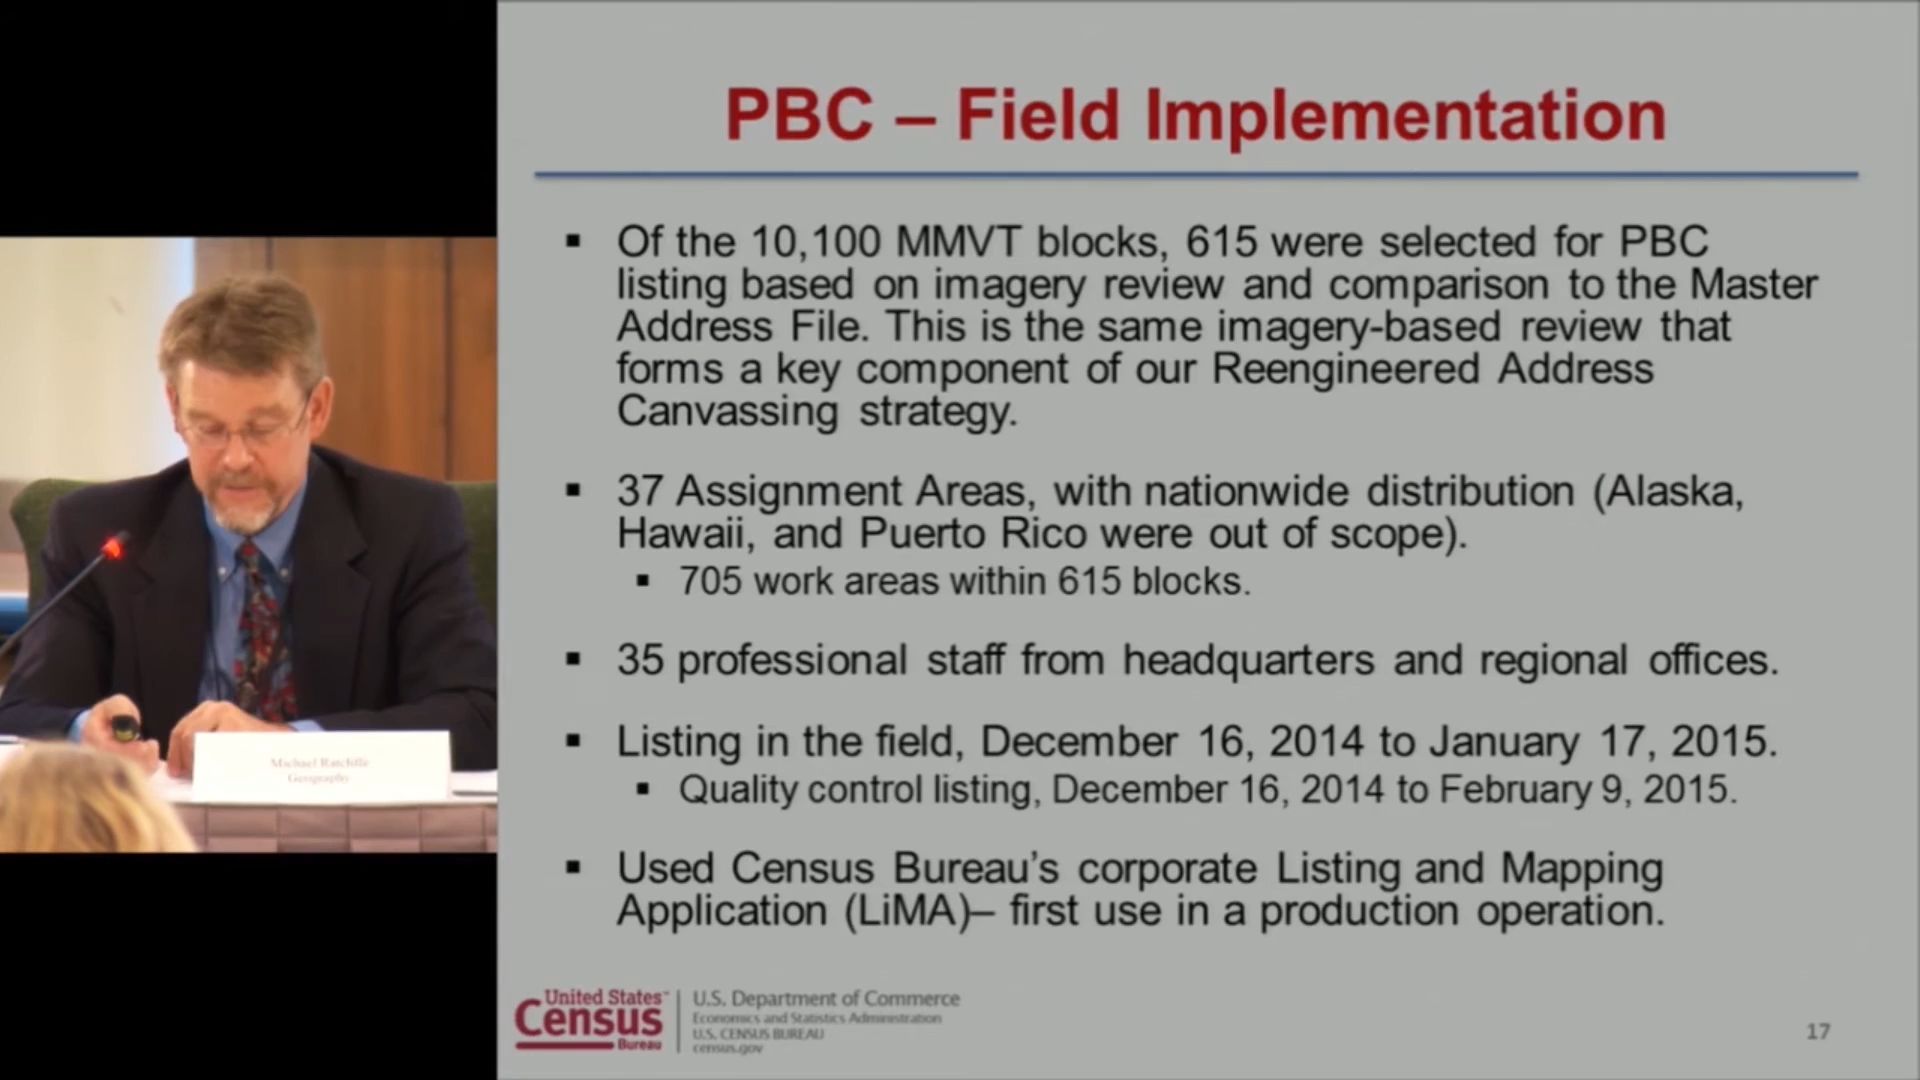 PBC – Field Implementation
▪ Of the 10,100 MMVT blocks, 615 were selected for PBC
listing based on imagery review and comparison to the Master
Address File. This is the same imagery-based review that
forms a key component of our Reengineered Address
Canvassing strategy.
▪ 37 Assignment Areas, with nationwide distribution (Alaska,
Hawaii, and Puerto Rico were out of scope).
▪ 705 work areas within 615 blocks.
▪ 35 professional staff from headquarters and regional offices.
▪ Listing in the field, December 16, 2014 to January 17, 2015.
▪ Quality control listing, December 16, 2014 to February 9, 2015.
▪ Used Census Bureau’s corporate Listing and Mapping
Application (LiMA)– first use in a production operation.
Michael Ratcliffe
Geography
United States™
Census
Bureau
U.S. Department of Commerce
Economics and Statistics Administration
U.S. CENSUS BUREAU
census.gov
17